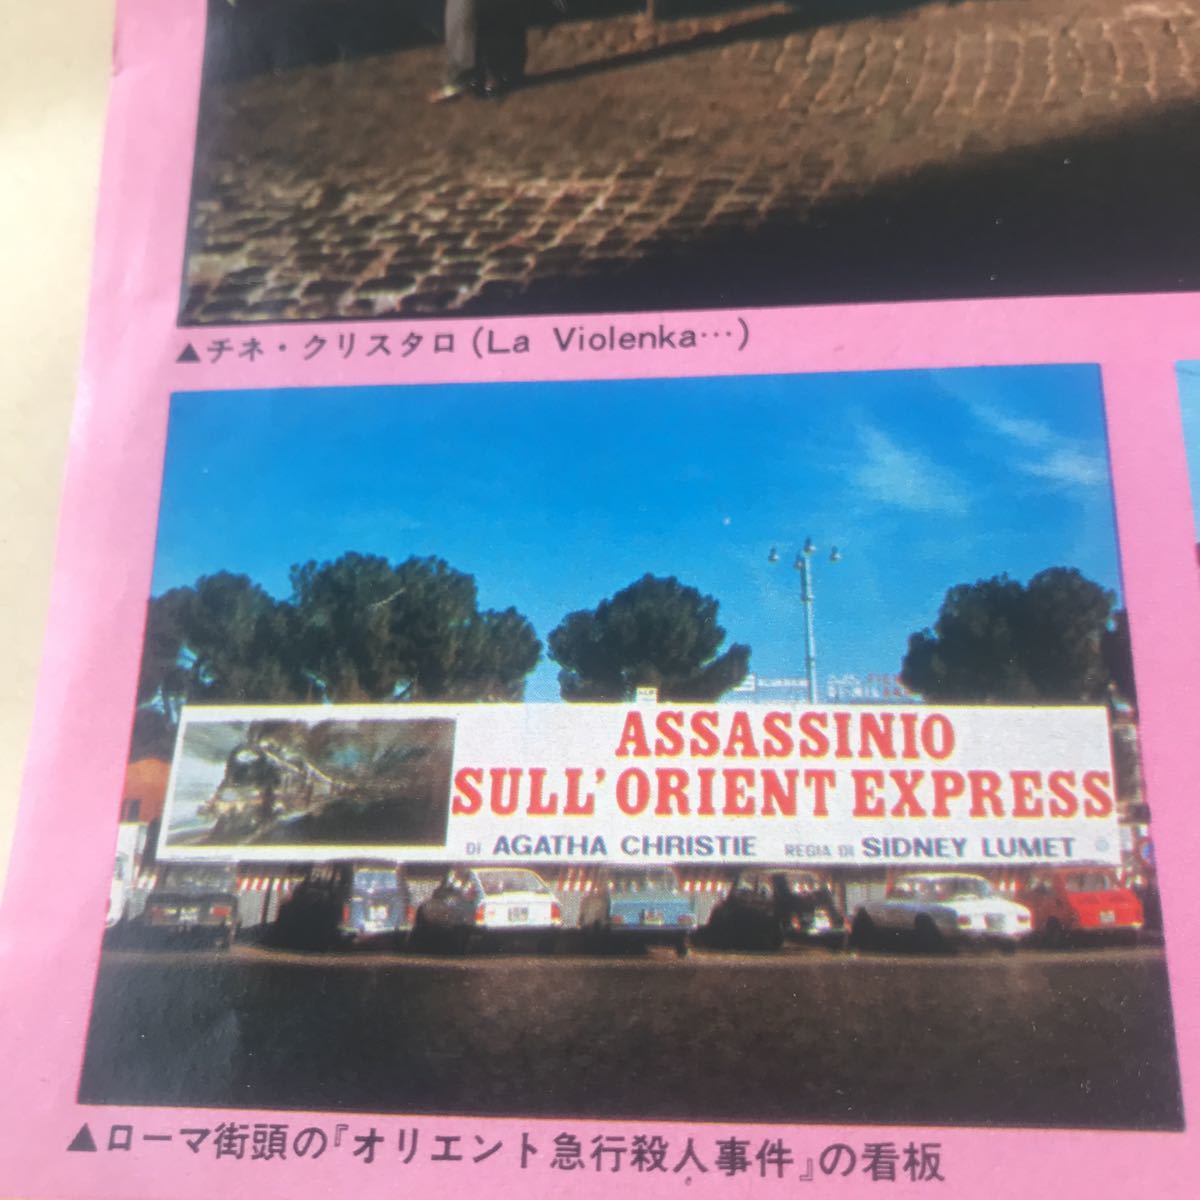 ▲チネ・クリスタロ(La Violenka…)
ASSASSINIO
SULL'ORIENT EXPRESS
DI AGATHA CHRISTIE REGIA DI SIDNEY LUMET
▲ローマ街頭の『オリエント急行殺人事件』の看板